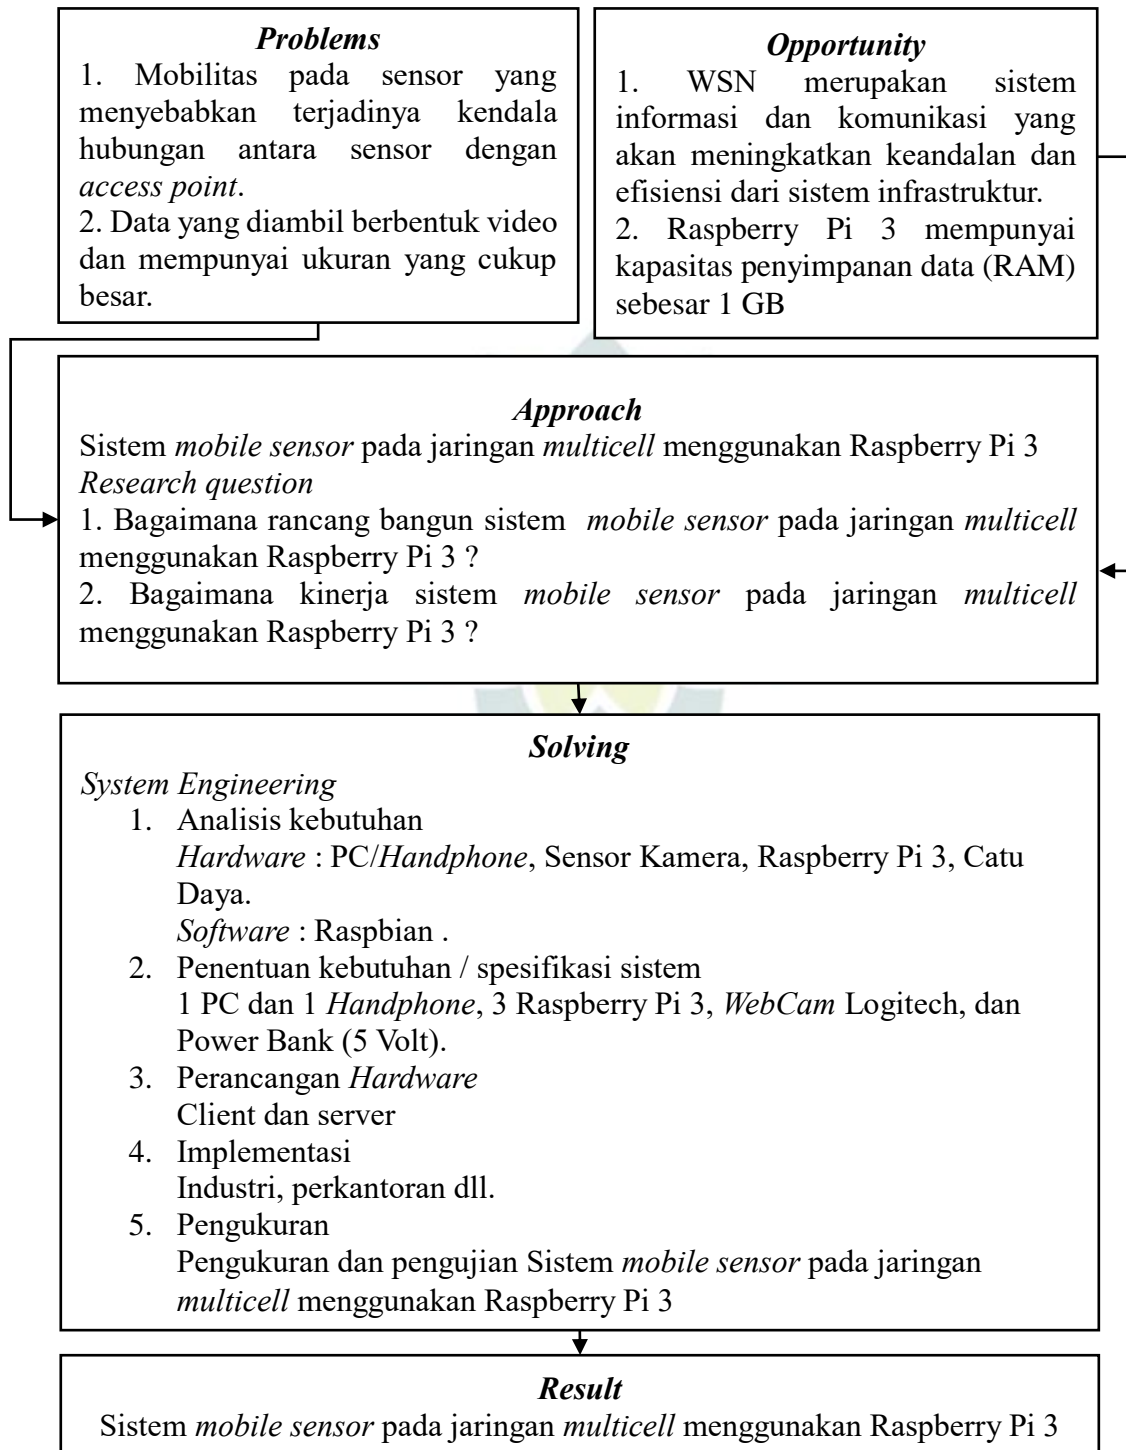 Problems
1. Mobilitas pada sensor yang
menyebabkan terjadinya kendala
hubungan antara sensor dengan
access point.
2. Data yang diambil berbentuk video
dan mempunyai ukuran yang cukup
besar.
Opportunity
1. WSN merupakan sistem
informasi dan komunikasi yang
akan meningkatkan keandalan dan
efisiensi dari sistem infrastruktur.
2. Raspberry Pi 3 mempunyai
kapasitas penyimpanan data (RAM)
sebesar 1 GB
Approach
Sistem mobile sensor pada jaringan multicell menggunakan Raspberry Pi 3
Research question
1. Bagaimana rancang bangun sistem mobile sensor pada jaringan multicell
menggunakan Raspberry Pi 3 ?
2. Bagaimana kinerja sistem mobile sensor pada jaringan multicell
menggunakan Raspberry Pi 3 ?
Solving
System Engineering
1. Analisis kebutuhan
Hardware : PC/Handphone, Sensor Kamera, Raspberry Pi 3, Catu
Daya.
Software : Raspbian .
2. Penentuan kebutuhan / spesifikasi sistem
1 PC dan 1 Handphone, 3 Raspberry Pi 3, WebCam Logitech, dan
Power Bank (5 Volt).
3. Perancangan Hardware
Client dan server
4. Implementasi
Industri, perkantoran dll.
5. Pengukuran
Pengukuran dan pengujian Sistem mobile sensor pada jaringan
multicell menggunakan Raspberry Pi 3
Result
Sistem mobile sensor pada jaringan multicell menggunakan Raspberry Pi 3